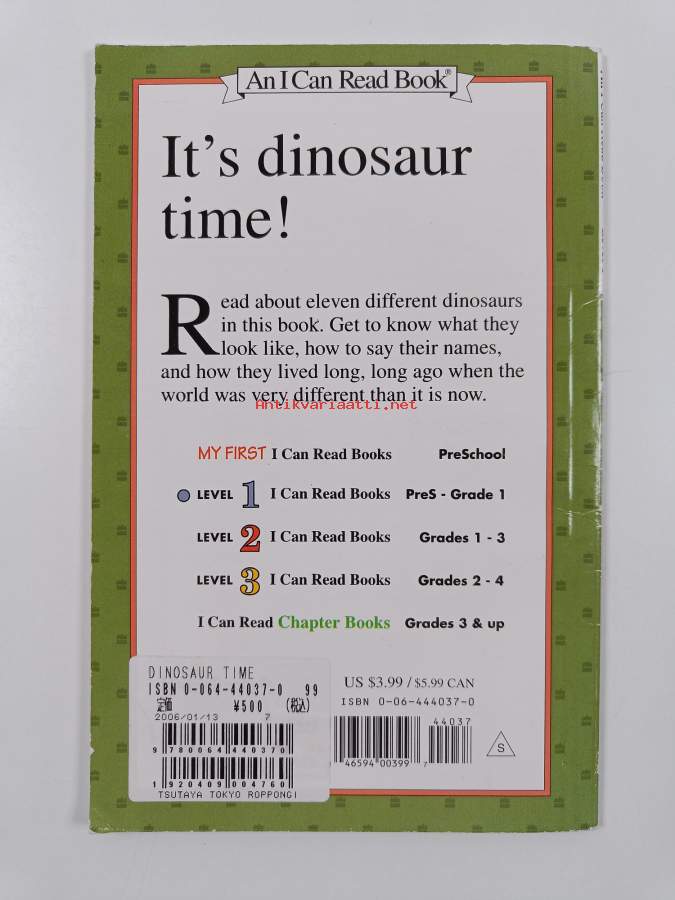 An I Can Read Book®
It's dinosaur
time!
Read about eleven different dinosaurs
in this book. Get to know what they
look like, how to say their names,
and how they lived long, long ago when the
world was very different than it is now.
Antikvariaatti.net
MY FIRST I Can Read Books PreSchool
LEVEL 1 I Can Read Books PreS - Grade 1
LEVEL 2 I Can Read Books Grades 1 - 3
LEVEL 3 I Can Read Books Grades 2 - 4
I Can Read Chapter Books Grades 3 & up
DINOSAUR TIME
ISBN 0-064-44037-0 99
定価 ¥500 (税込)
2006/01/13 7
9 780064 440370
1 920409 004760
TSUTAYA TOKYO ROPPONGI
US $3.99 / $5.99 CAN
ISBN 0-06-444037-0
44037
46594 00399 7
S